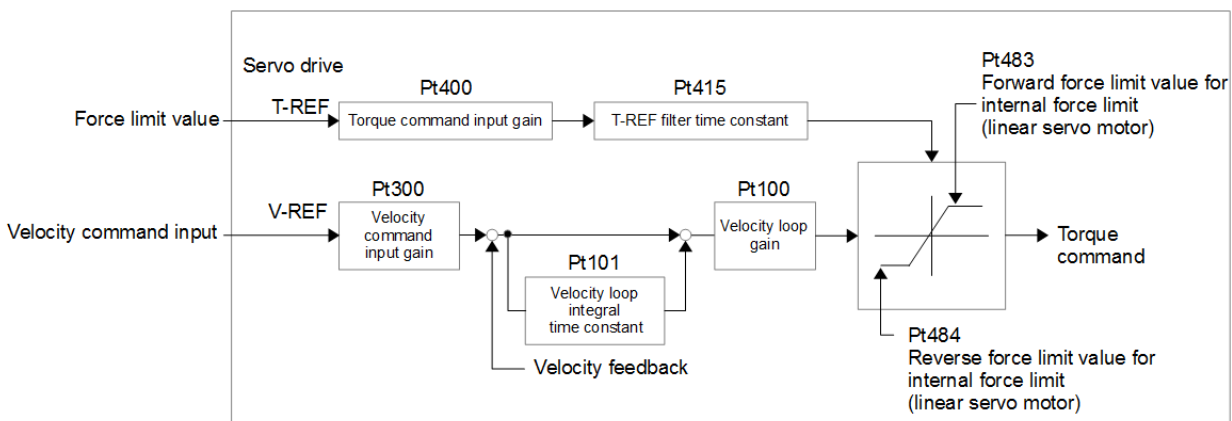 Servo drive
Pt483
Forward force limit value for
internal force limit
(linear servo motor)
Pt400
Pt415
Force limit value
T-REF
Torque command input gain
T-REF filter time constant
Pt300
Pt100
Velocity command input
V-REF
Velocity
command
input gain
Velocity loop
gain
Torque
command
Pt101
Velocity loop
integral
time constant
Velocity feedback
Pt484
Reverse force limit value for
internal force limit
(linear servo motor)